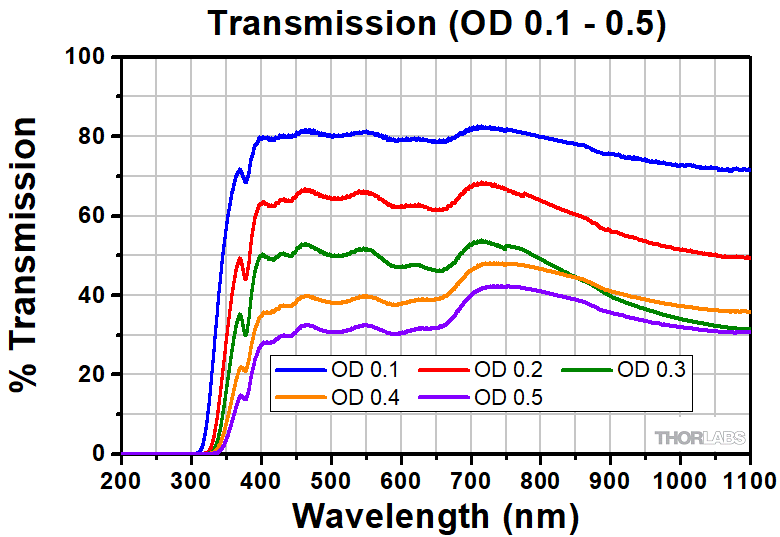 Transmission (OD 0.1 - 0.5)
% Transmission
100
80
60
40
20
0
OD 0.1 OD 0.2 OD 0.3
OD 0.4 OD 0.5
THORLABS
200 300 400 500 600 700 800 900 1000 1100
Wavelength (nm)